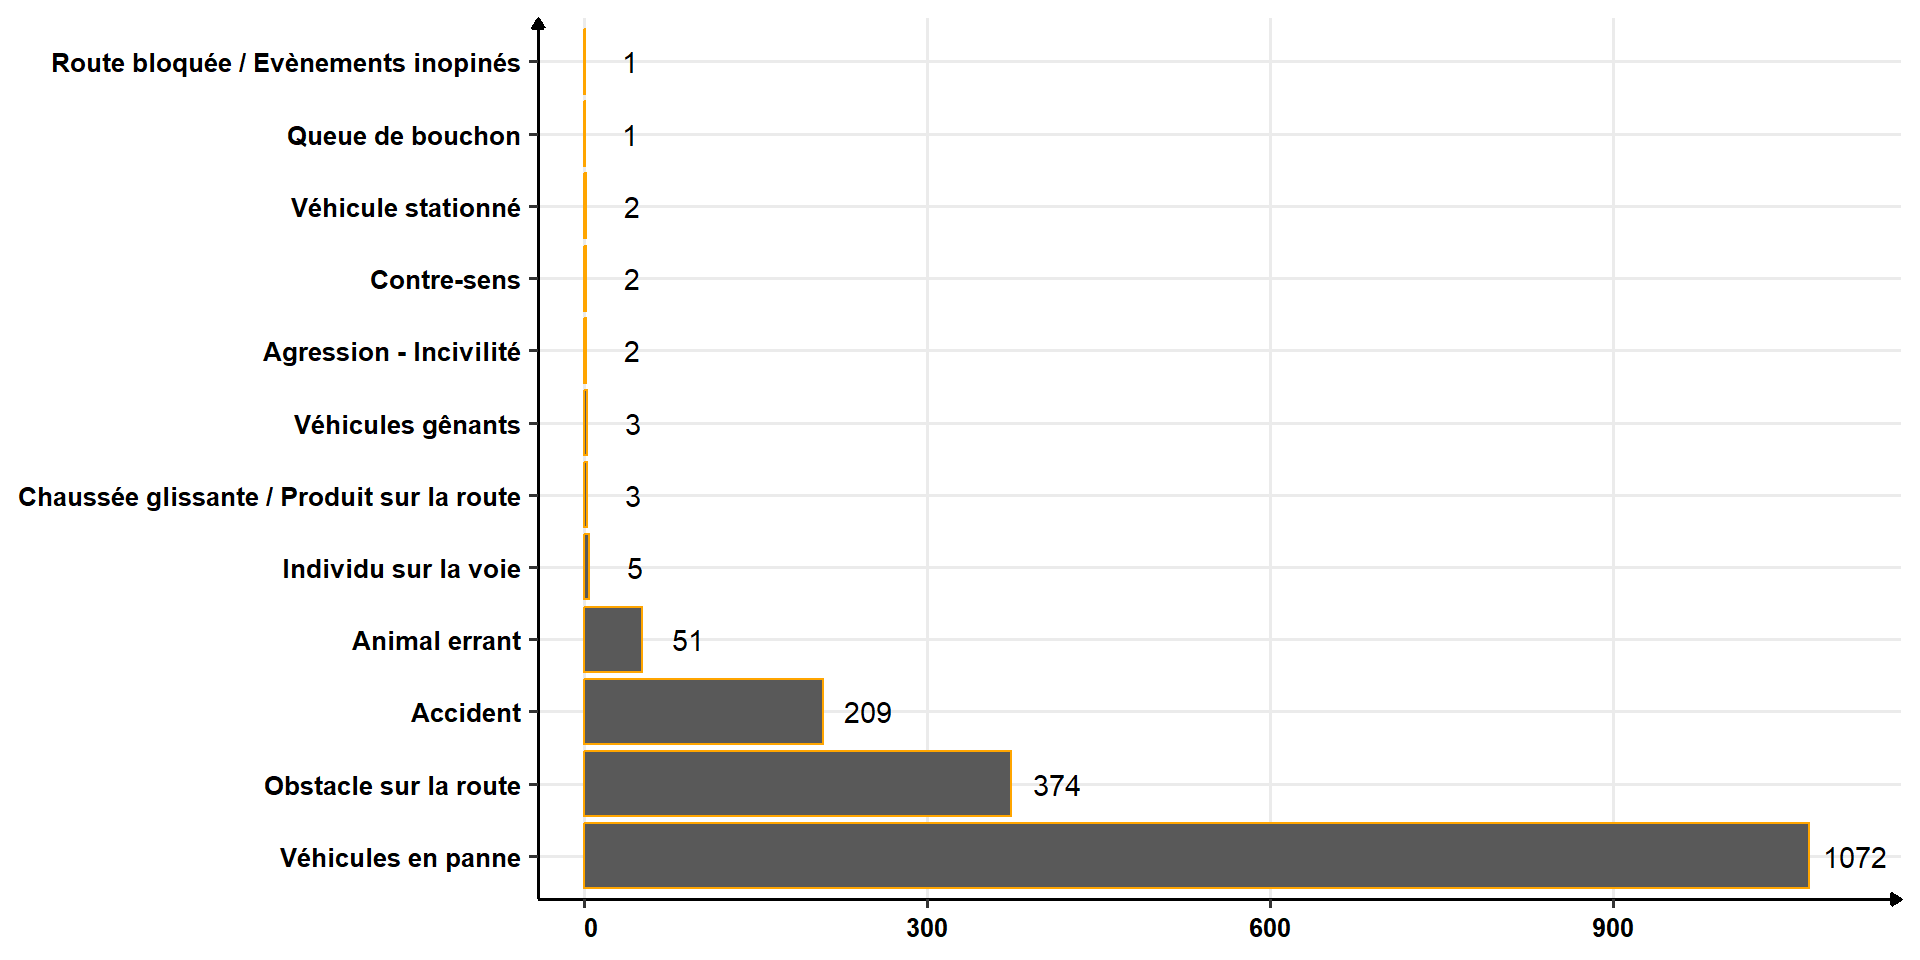 Route bloquée / Evènements inopinés 1
Queue de bouchon 1
Véhicule stationné 2
Contre-sens 2
Agression - Incivilité 2
Véhicules gênants 3
Chaussée glissante / Produit sur la route 3
Individu sur la voie 5
Animal errant 51
Accident 209
Obstacle sur la route 374
Véhicules en panne 1072
0 300 600 900